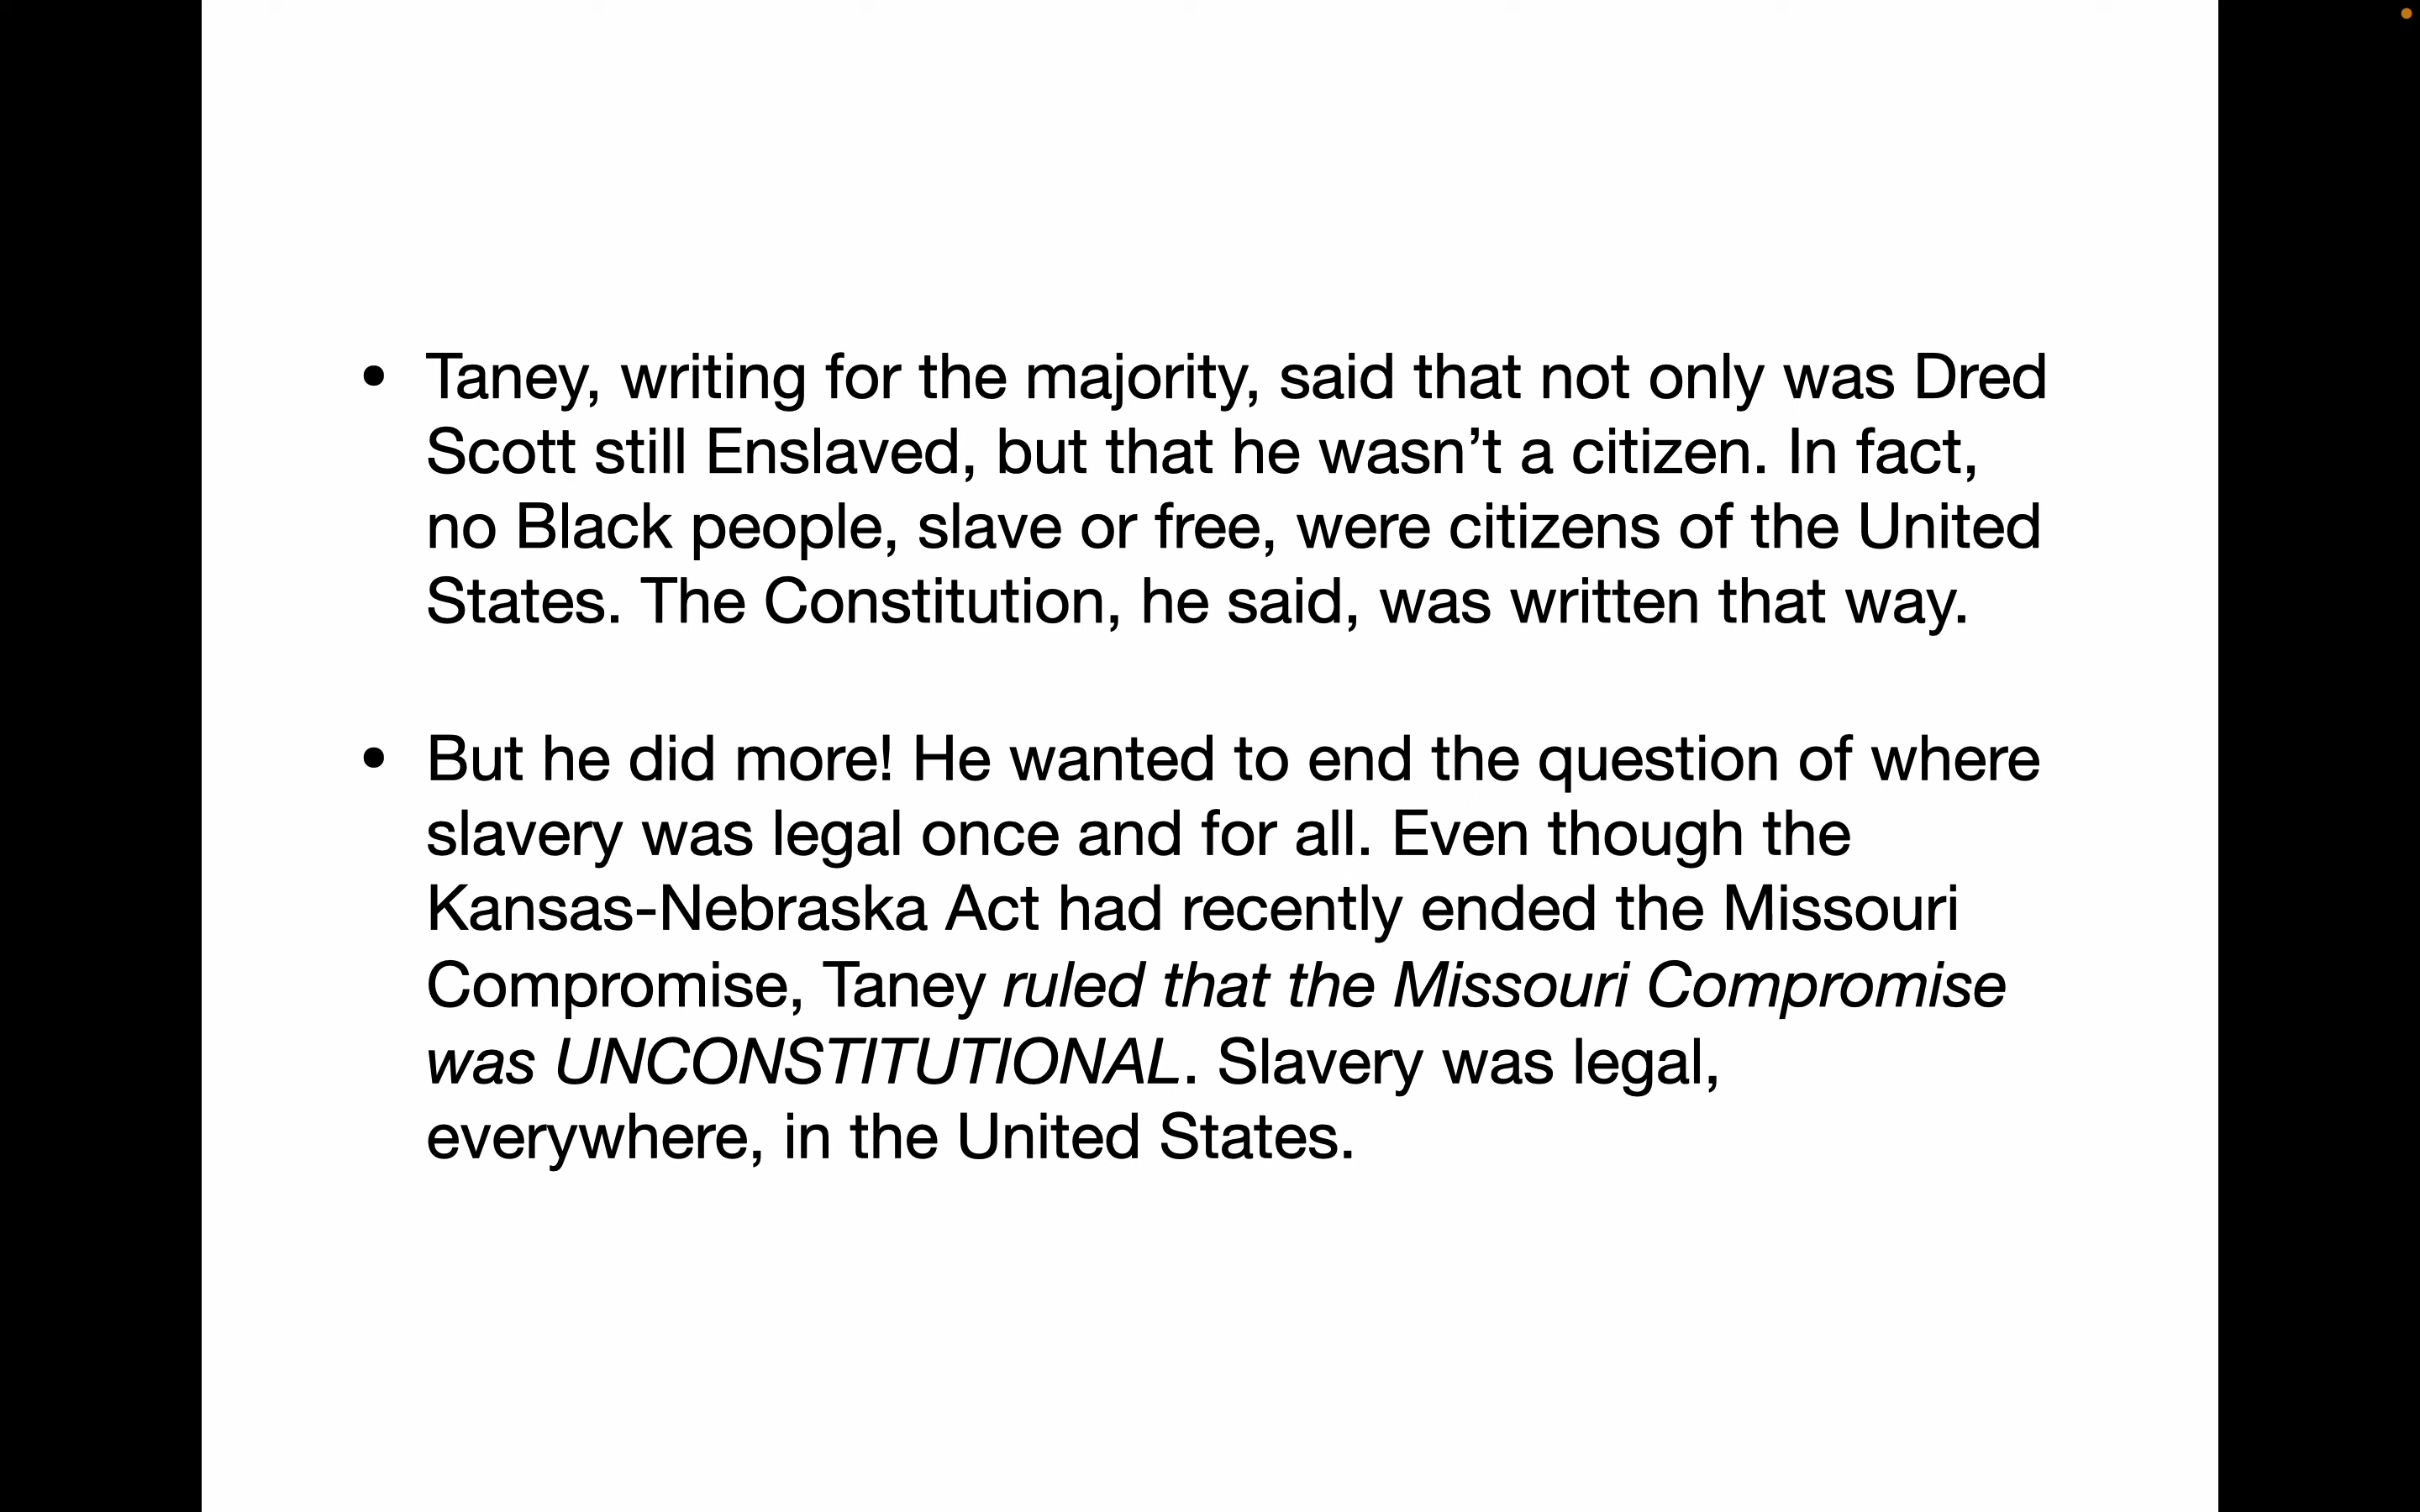 • Taney, writing for the majority, said that not only was Dred
Scott still Enslaved, but that he wasn’t a citizen. In fact,
no Black people, slave or free, were citizens of the United
States. The Constitution, he said, was written that way.
• But he did more! He wanted to end the question of where
slavery was legal once and for all. Even though the
Kansas-Nebraska Act had recently ended the Missouri
Compromise, Taney ruled that the Missouri Compromise
was UNCONSTITUTIONAL. Slavery was legal,
everywhere, in the United States.